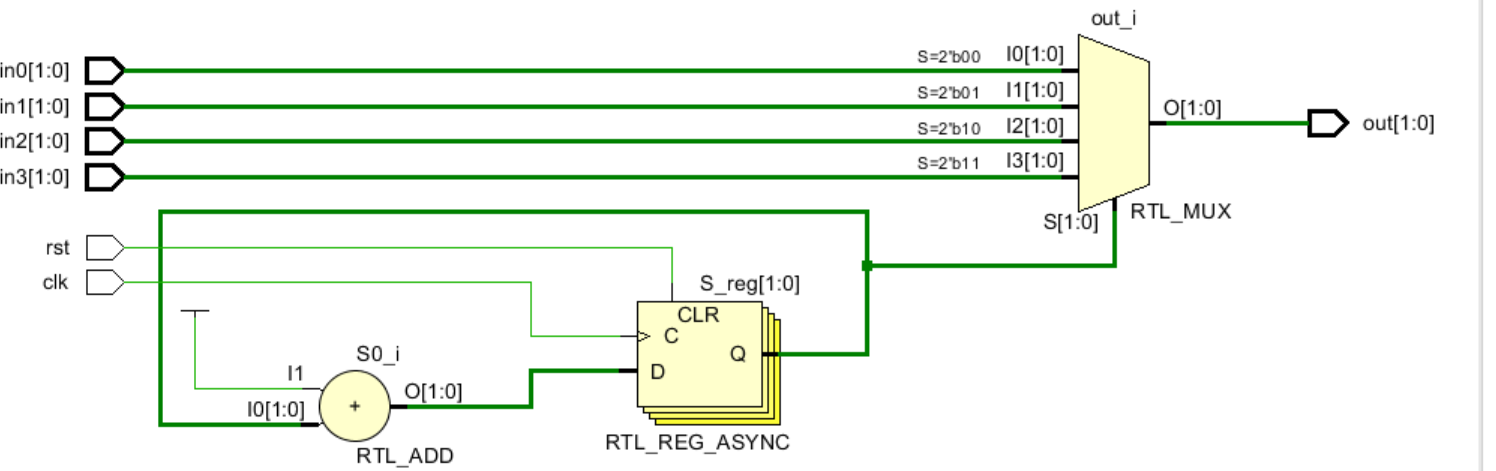 out_i
in0[1:0] S=2'b00 I0[1:0]
in1[1:0] S=2'b01 I1[1:0] O[1:0] out[1:0]
in2[1:0] S=2'b10 I2[1:0]
in3[1:0] S=2'b11 I3[1:0]
S[1:0] RTL_MUX
rst
clk S_reg[1:0]
CLR
C
S0_i Q
I1 D
I0[1:0] + O[1:0]
RTL_ADD RTL_REG_ASYNC